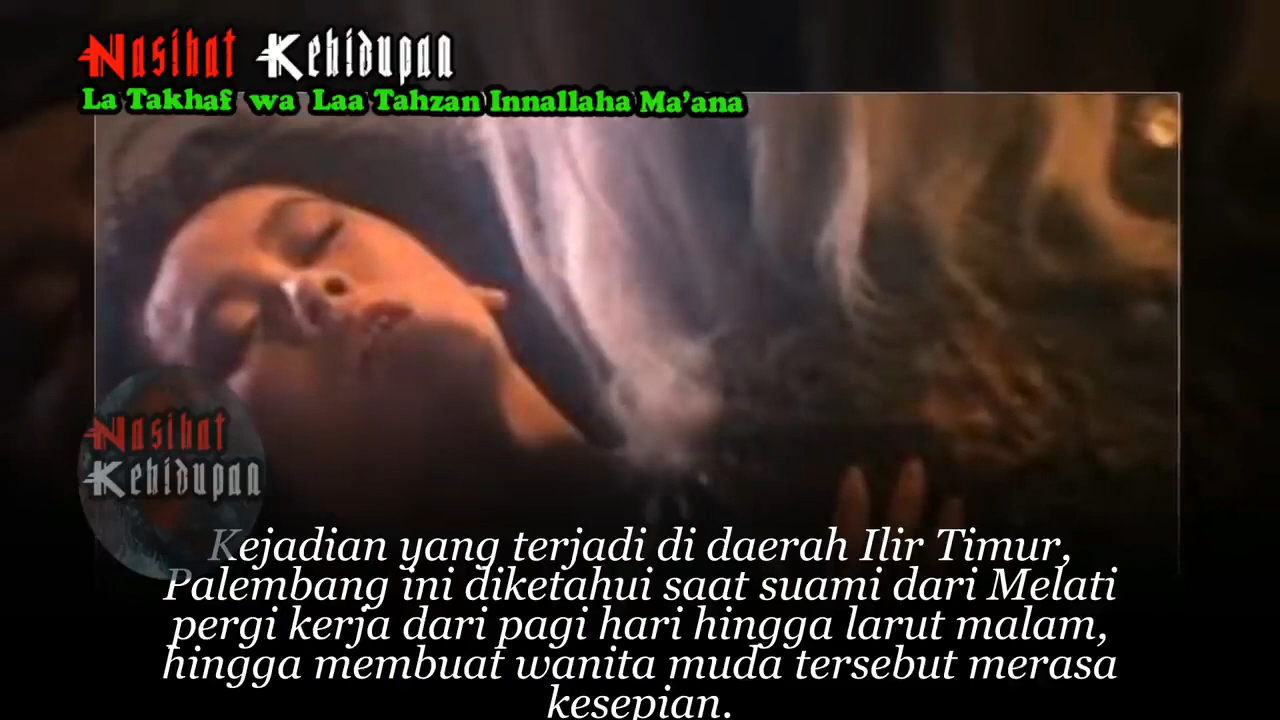 Nasihat Kehidupan
La Takhaf wa Laa Tahzan Innallaha Ma'ana
Nasihat
Kehidupan
Kejadian yang terjadi di daerah Ilir Timur,
Palembang ini diketahui saat suami dari Melati
pergi kerja dari pagi hari hingga larut malam,
hingga membuat wanita muda tersebut merasa
kesepian.